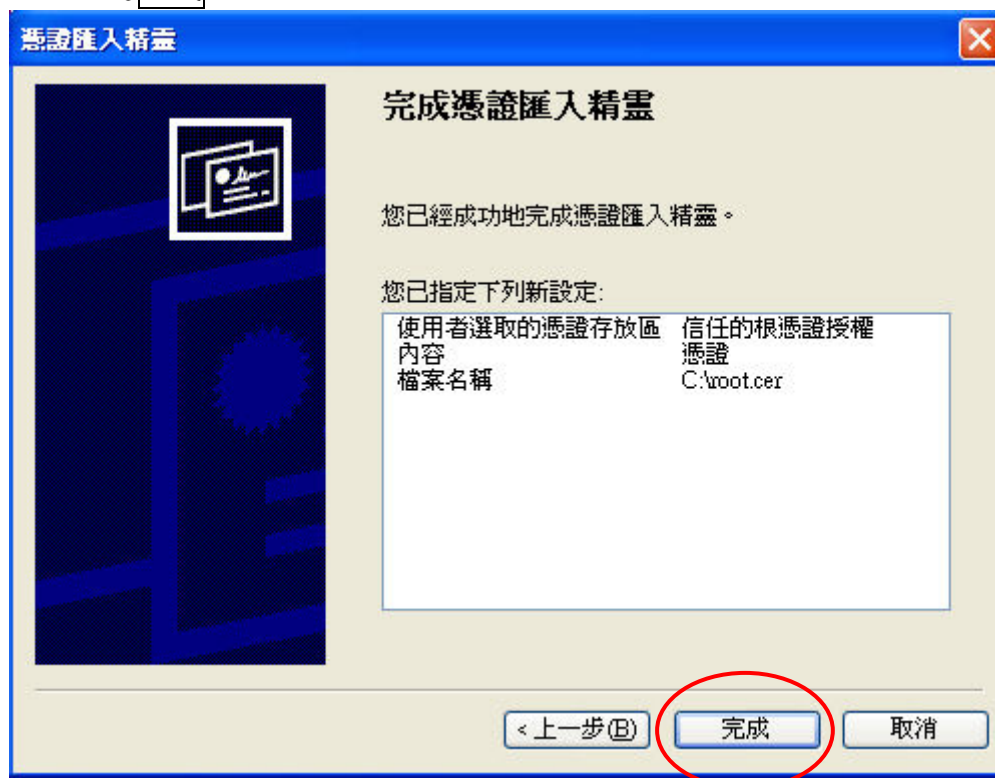 憑證匯入精靈
完成憑證匯入精靈
您已經成功地完成憑證匯入精靈。
您已指定下列新設定:
使用者選取的憑證存放區 信任的根憑證授權
內容 憑證
檔案名稱 C:\root.cer
<上一步(B) 完成 取消